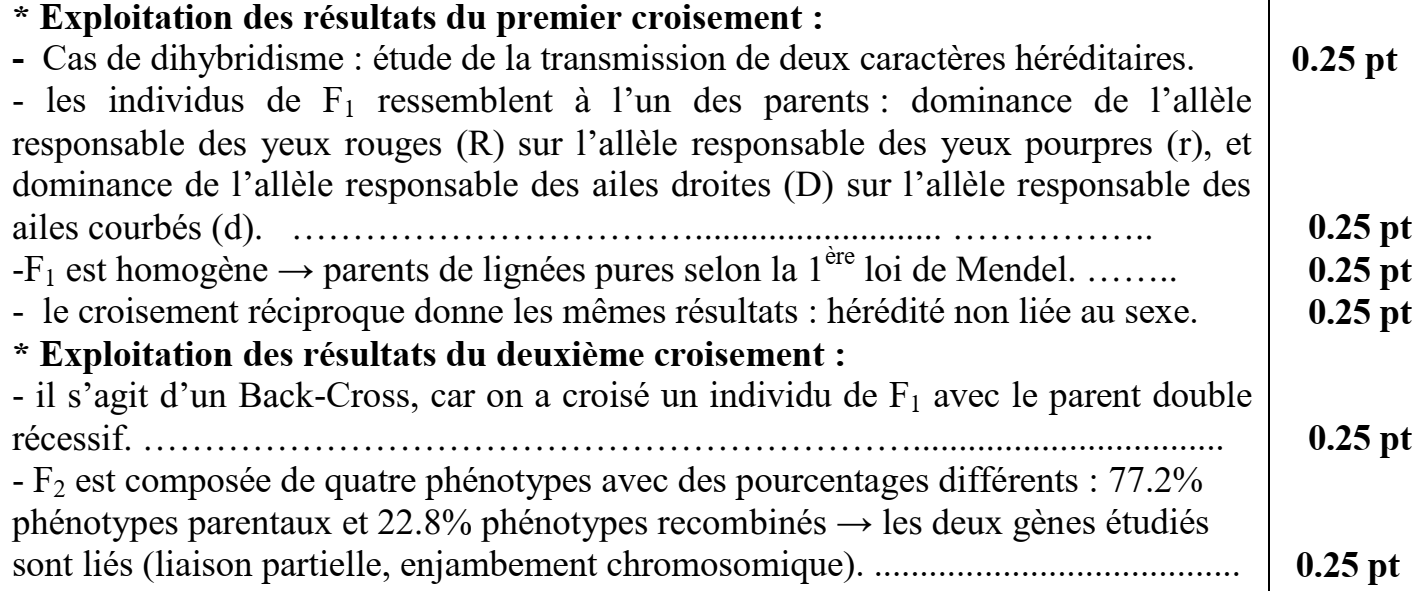 * Exploitation des résultats du premier croisement :
- Cas de dihybridisme : étude de la transmission de deux caractères héréditaires. 0.25 pt
- les individus de F₁ ressemblent à l’un des parents : dominance de l’allèle
responsable des yeux rouges (R) sur l’allèle responsable des yeux pourpres (r), et
dominance de l’allèle responsable des ailes droites (D) sur l’allèle responsable des
ailes courbés (d). ……………………………........................... …………….. 0.25 pt
-F₁ est homogène → parents de lignées pures selon la 1ère loi de Mendel. …….. 0.25 pt
- le croisement réciproque donne les mêmes résultats : hérédité non liée au sexe. 0.25 pt
* Exploitation des résultats du deuxième croisement :
- il s’agit d’un Back-Cross, car on a croisé un individu de F₁ avec le parent double
récessif. ……………………………………………………………….................................. 0.25 pt
- F₂ est composée de quatre phénotypes avec des pourcentages différents : 77.2%
phénotypes parentaux et 22.8% phénotypes recombinés → les deux gènes étudiés
sont liés (liaison partielle, enjambement chromosomique). ........................................ 0.25 pt